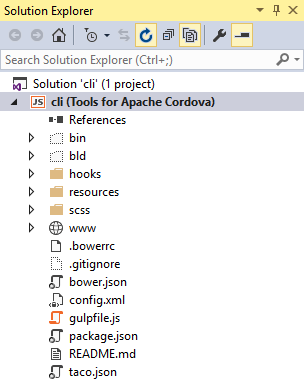 Solution Explorer
Search Solution Explorer (Ctrl+;)
Solution 'cli' (1 project)
JS cli (Tools for Apache Cordova)
References
bin
bld
hooks
resources
scss
www
.bowerrc
.gitignore
bower.json
config.xml
gulpfile.js
package.json
README.md
taco.json